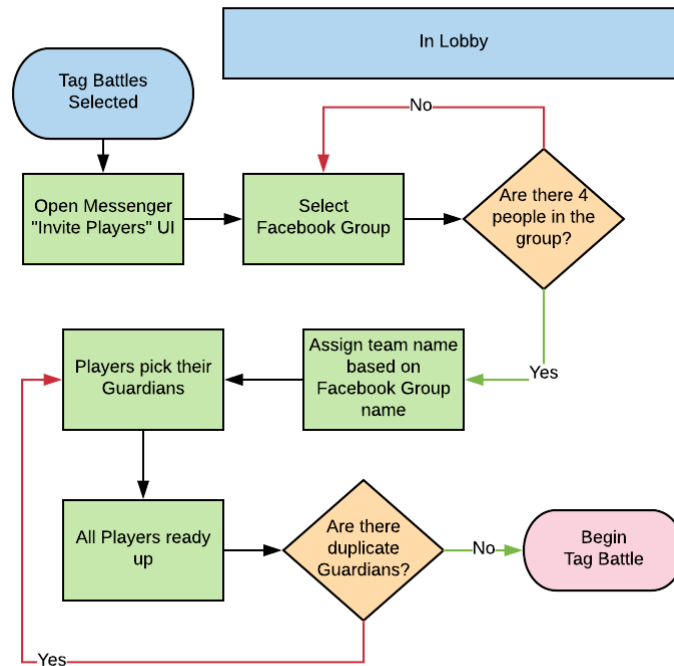 In Lobby
Tag Battles
Selected
No
Open Messenger
"Invite Players" UI
Select
Facebook Group
Are there 4
people in the
group?
Yes
Players pick their
Guardians
Assign team name
based on
Facebook Group
name
All Players ready
up
Are there
duplicate
Guardians?
No
Begin
Tag Battle
Yes